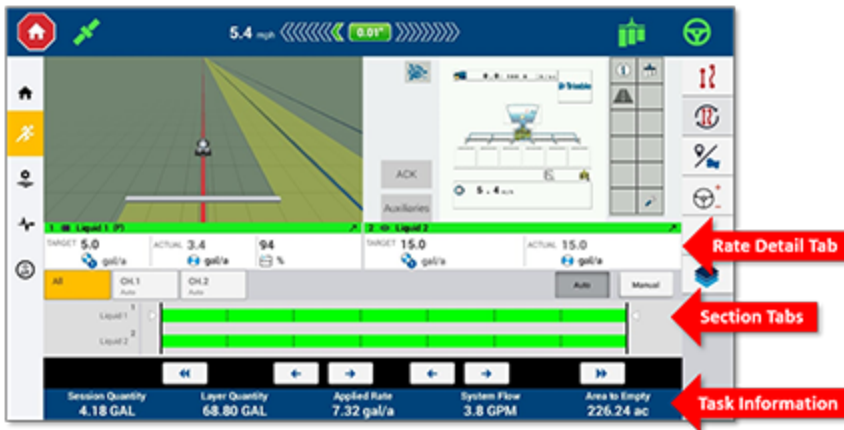 5.4 mph 0.01"
Trimble
ACK
Auxiliaries
5.4
1 Liquid 1 (P)
2 Liquid 2
TARGET 5.0 gal/a
ACTUAL 3.4 gal/a
94 %
TARGET 15.0 gal/a
ACTUAL 15.0 gal/a
Rate Detail Tab
All
CH.1 Auto
CH.2 Auto
Auto
Manual
Liquid 1 1
Liquid 2 2
Section Tabs
Session Quantity
4.18 GAL
Layer Quantity
68.80 GAL
Applied Rate
7.32 gal/a
System Flow
3.8 GPM
Area to Empty
226.24 ac
Task Information